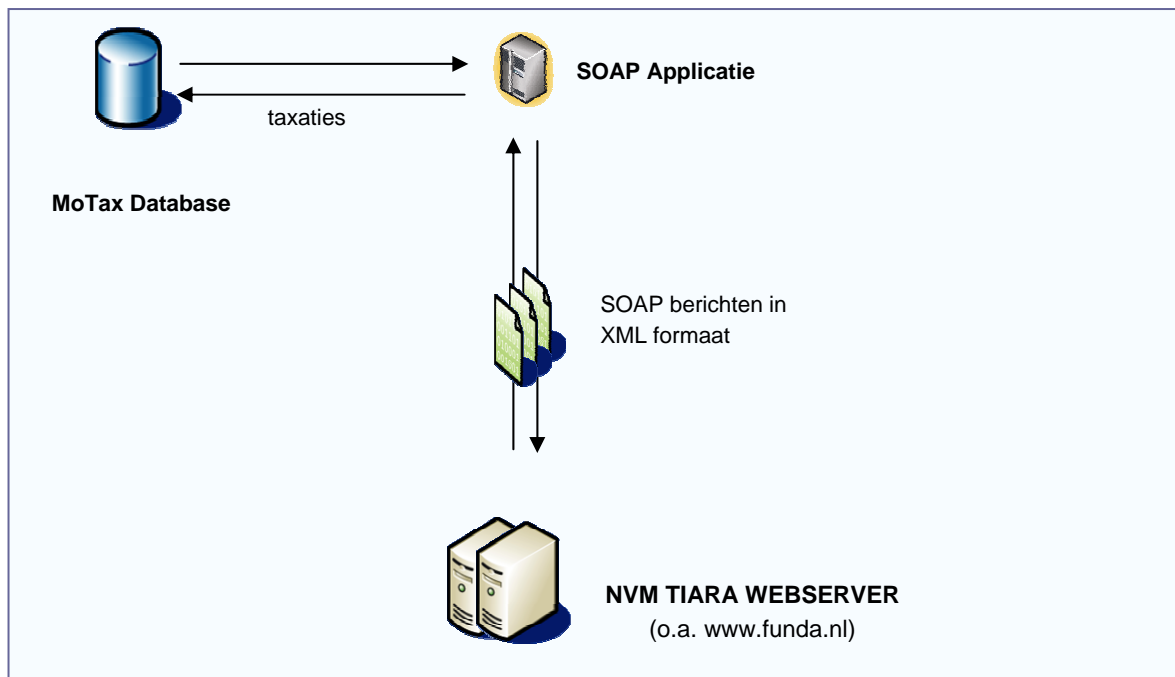 SOAP Applicatie
taxaties
MoTax Database
SOAP berichten in
XML formaat
NVM TIARA WEBSERVER
(o.a. www.funda.nl)